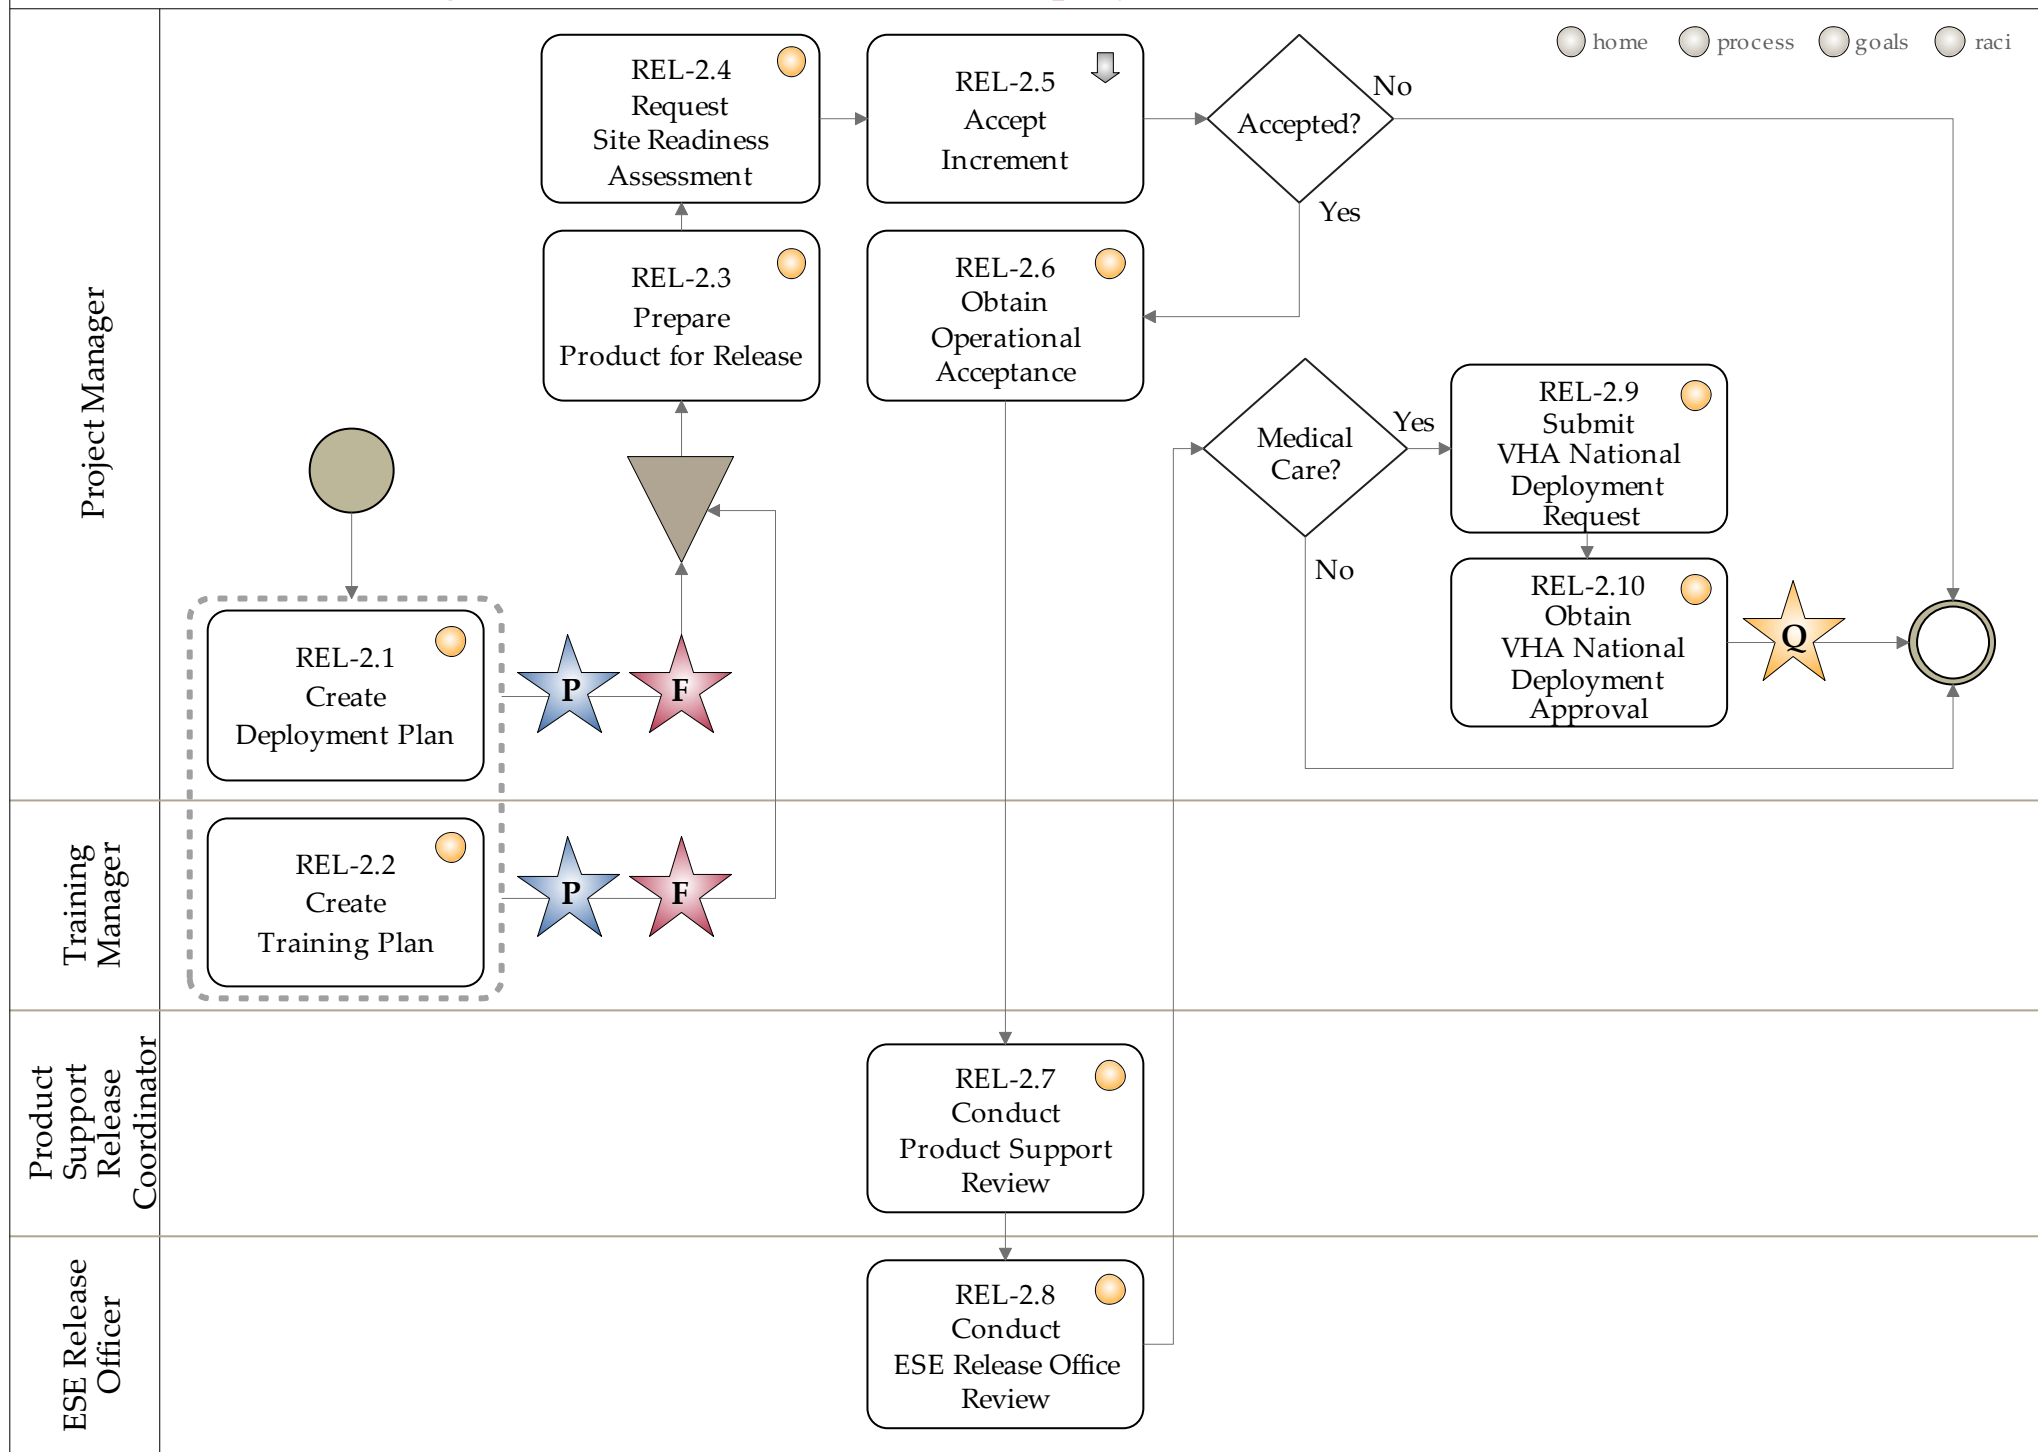 home
process
goals
raci
Project Manager
REL-2.4
Request
Site Readiness
Assessment
REL-2.5
Accept
Increment
Accepted?
No
Yes
REL-2.3
Prepare
Product for Release
REL-2.6
Obtain
Operational
Acceptance
Medical
Care?
Yes
No
REL-2.9
Submit
VHA National
Deployment
Request
REL-2.10
Obtain
VHA National
Deployment
Approval
Q
REL-2.1
Create
Deployment Plan
P
F
Training
Manager
REL-2.2
Create
Training Plan
P
F
Product
Support
Release
Coordinator
REL-2.7
Conduct
Product Support
Review
ESE Release
Officer
REL-2.8
Conduct
ESE Release Office
Review